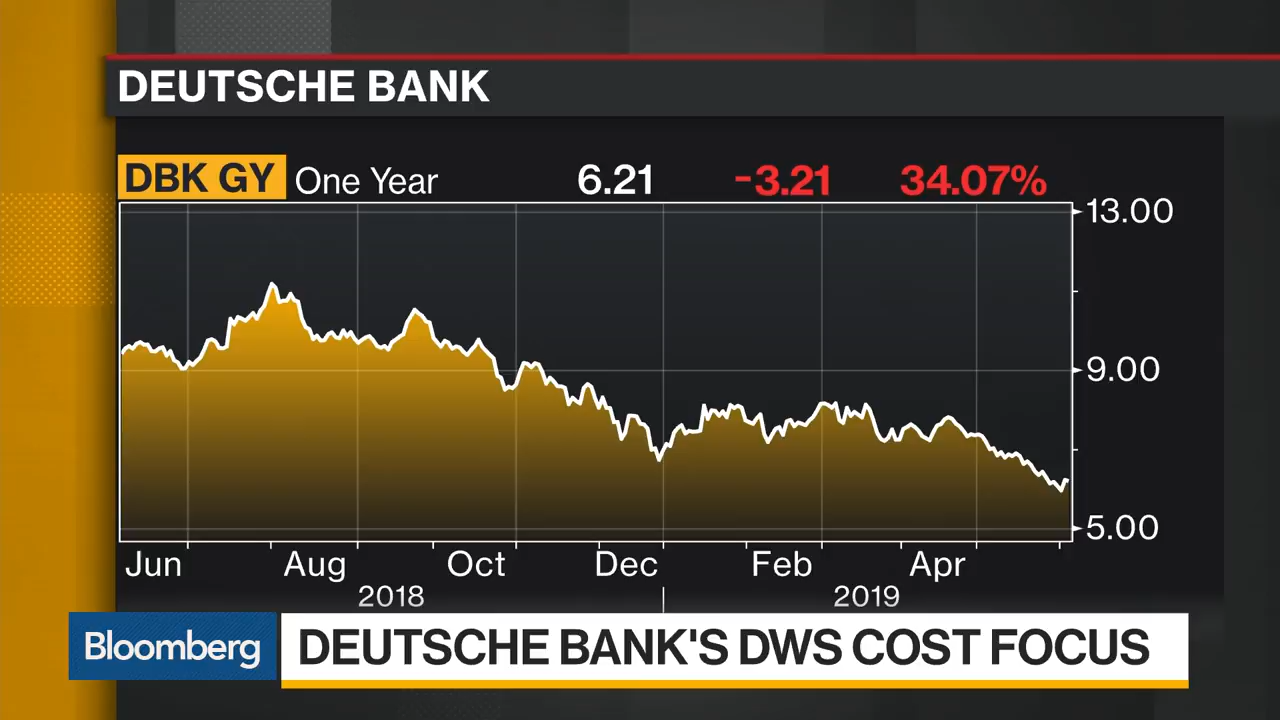 DEUTSCHE BANK
DBK GY One Year 6.21 -3.21 34.07%
13.00
9.00
5.00
Jun Aug Oct Dec Feb Apr
2018 2019
Bloomberg DEUTSCHE BANK'S DWS COST FOCUS